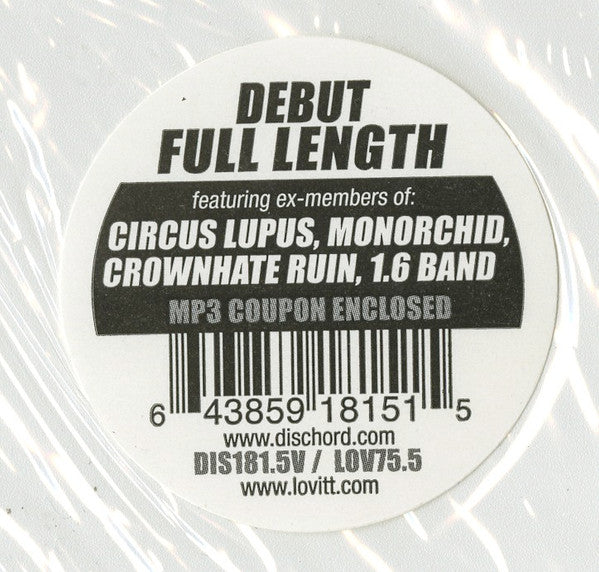 DEBUT
FULL LENGTH
featuring ex-members of:
CIRCUS LUPUS, MONORCHID,
CROWNHATE RUIN, 1.6 BAND
MP3 COUPON ENCLOSED
6 43859 18151 5
www.dischord.com
DIS181.5V / LOV75.5
www.lovitt.com